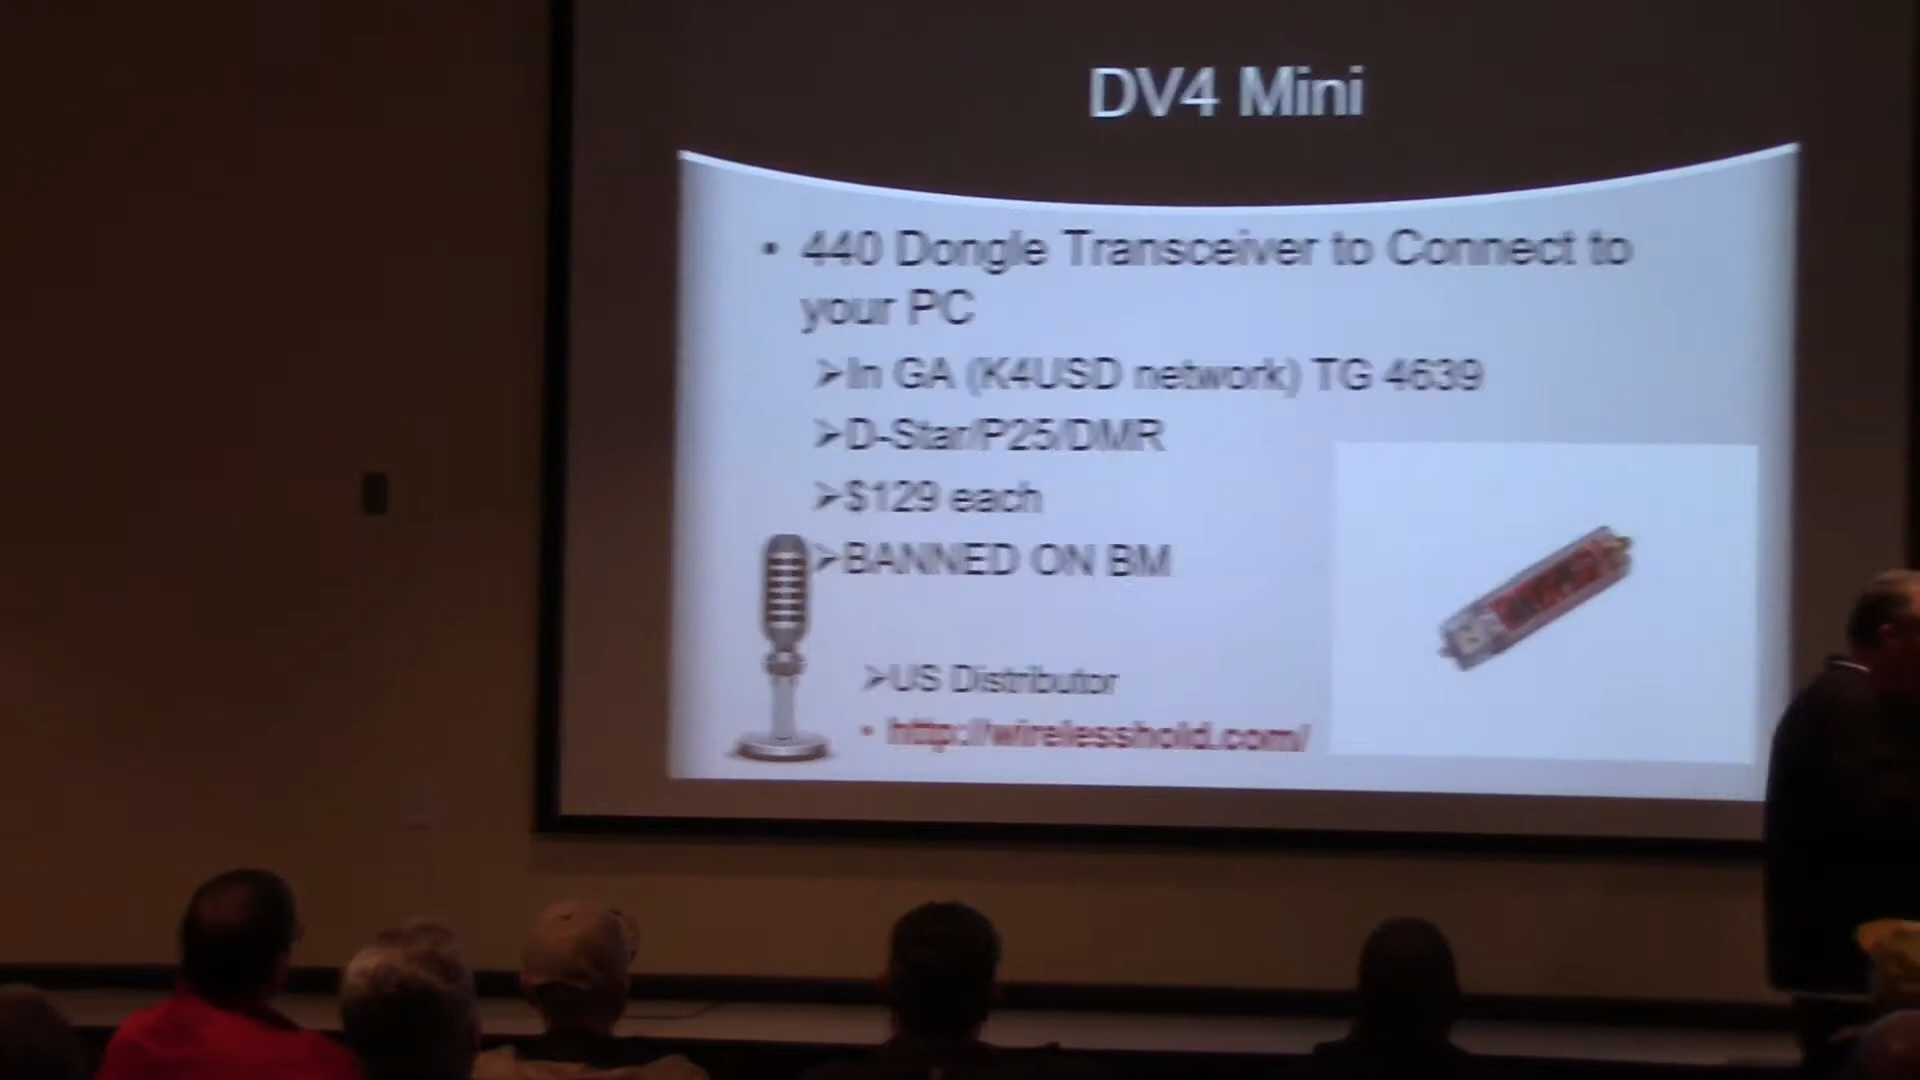 DV4 Mini
• 440 Dongle Transceiver to Connect to
your PC
➢In GA (K4USD network) TG 4639
➢D-Star/P25/DMR
➢$129 each
➢BANNED ON BM
➢US Distributor
• http://wirelesshold.com/